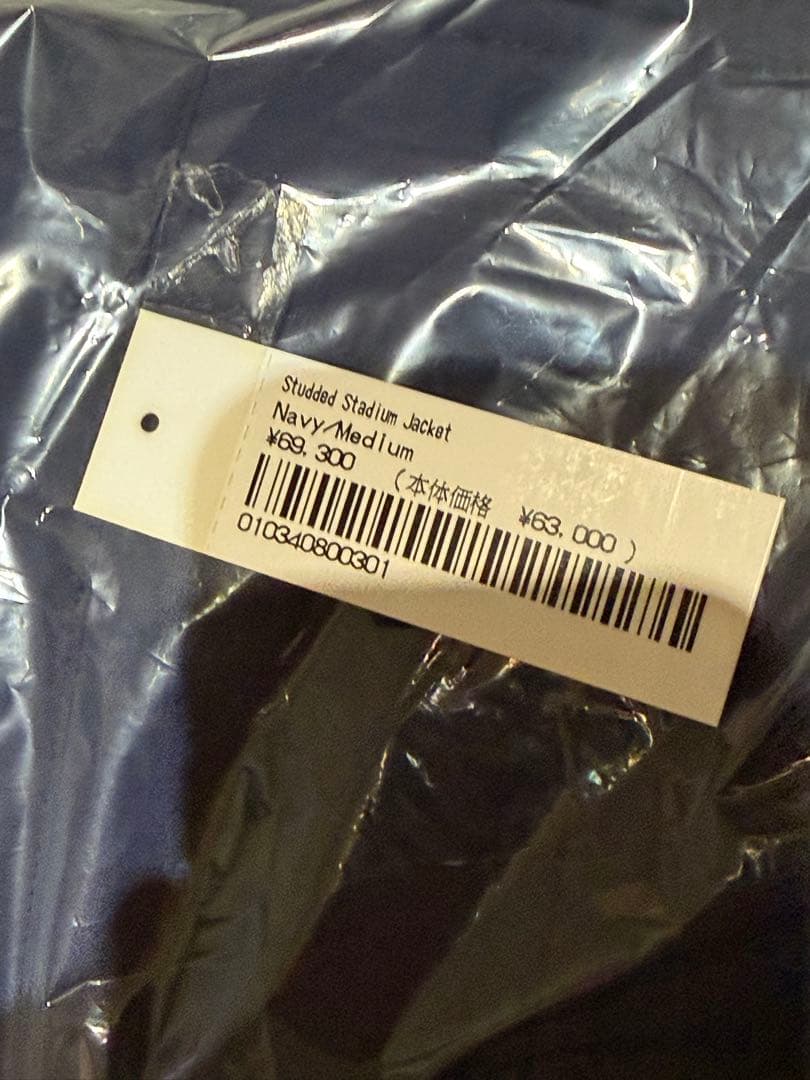 Studded Stadium Jacket
Navy/Medium
¥69,300 (本体価格 ¥63,000)
010340800301